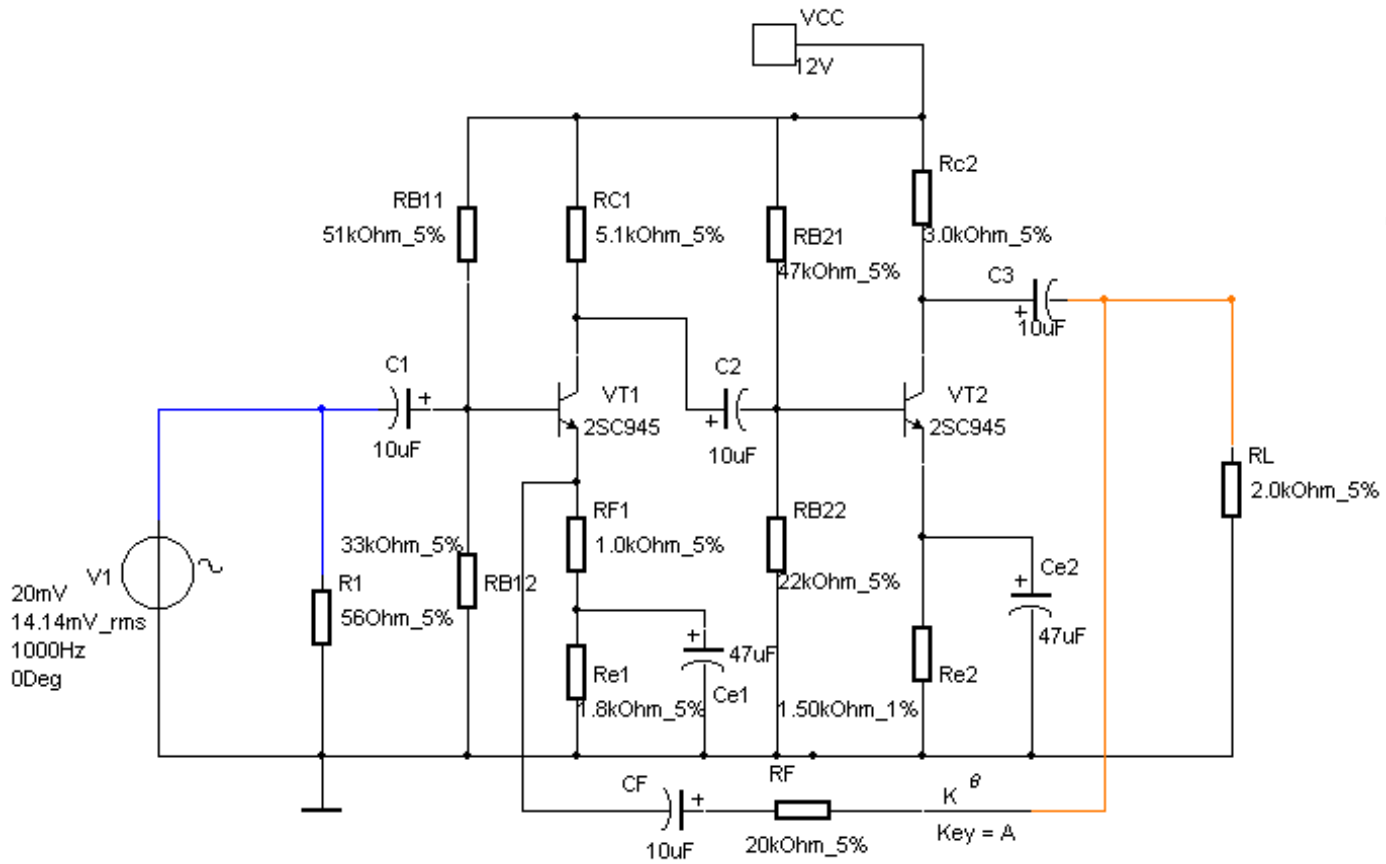 VCC
12V
Rc2
3.0kOhm_5%
RB11
51kOhm_5%
RC1
5.1kOhm_5%
RB21
47kOhm_5%
C3
+
10uF
C1
+
10uF
VT1
2SC945
C2
+
10uF
VT2
2SC945
RL
2.0kOhm_5%
V1
20mV
14.14mV_rms
1000Hz
0Deg
R1
56Ohm_5%
33kOhm_5%
RB12
RF1
1.0kOhm_5%
RB22
22kOhm_5%
Ce2
+
47uF
Re1
1.8kOhm_5%
+
47uF
Ce1
Re2
1.50kOhm_1%
CF
+
10uF
RF
20kOhm_5%
K
θ
Key = A